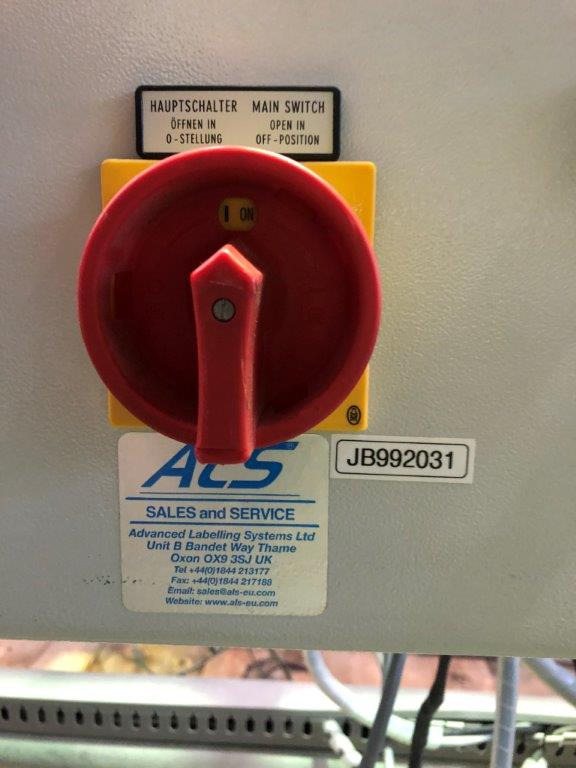 HAUPTSCHALTER MAIN SWITCH
ÖFFNEN IN OPEN IN
0-STELLUNG OFF-POSITION
I ON
ALS
JB992031
SALES and SERVICE
Advanced Labelling Systems Ltd
Unit B Bandet Way Thame
Oxon OX9 3SJ UK
Tel +44(0)1844 213177
Fax: +44(0)1844 217188
Email: sales@als-eu.com
Website: www.als-eu.com